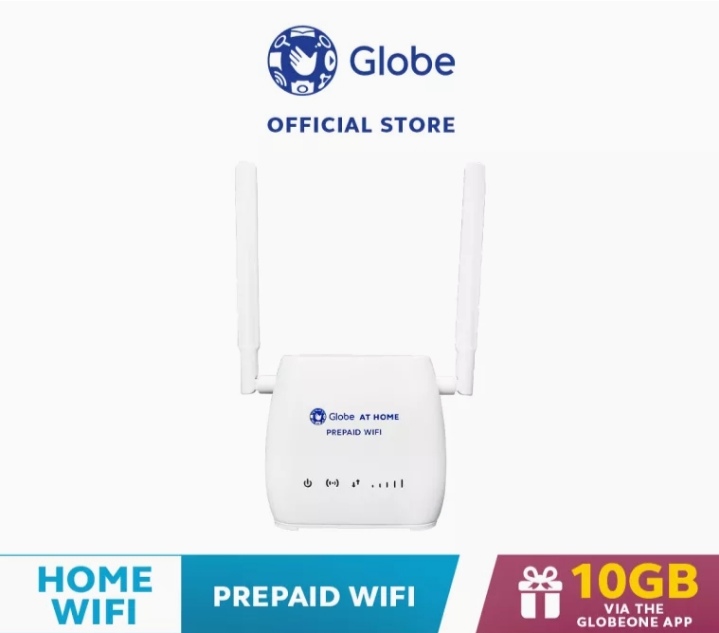 Globe
OFFICIAL STORE
Globe AT HOME
PREPAID WIFI
HOME
WIFI
PREPAID WIFI
10GB
VIA THE
GLOBEONE APP